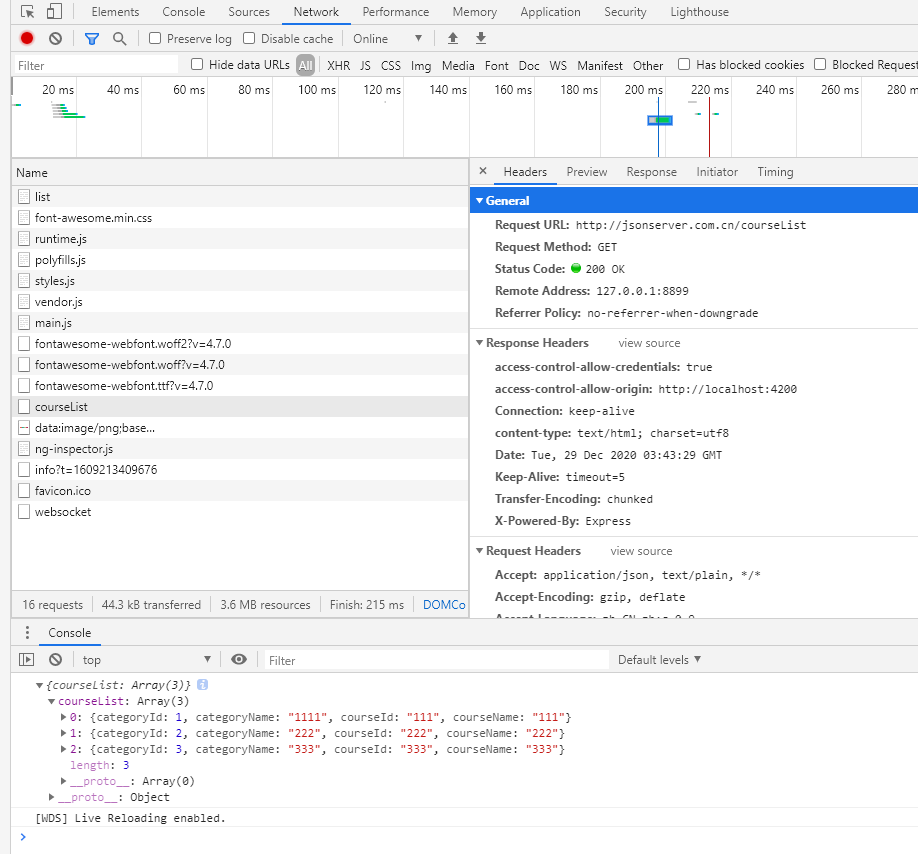 Elements Console Sources Network Performance Memory Application Security Lighthouse
Preserve log Disable cache Online
Filter Hide data URLs All XHR JS CSS Img Media Font Doc WS Manifest Other Has blocked cookies Blocked Request
20 ms 40 ms 60 ms 80 ms 100 ms 120 ms 140 ms 160 ms 180 ms 200 ms 220 ms 240 ms 260 ms 280 m
Name
list
font-awesome.min.css
runtime.js
polyfills.js
styles.js
vendor.js
main.js
fontawesome-webfont.woff2?v=4.7.0
fontawesome-webfont.woff?v=4.7.0
fontawesome-webfont.ttf?v=4.7.0
courseList
data:image/png;base...
ng-inspector.js
info?t=1609213409676
favicon.ico
websocket
16 requests 44.3 kB transferred 3.6 MB resources Finish: 215 ms DOMCo
× Headers Preview Response Initiator Timing
General
Request URL: http://jsonserver.com.cn/courseList
Request Method: GET
Status Code: 200 OK
Remote Address: 127.0.0.1:8899
Referrer Policy: no-referrer-when-downgrade
Response Headers view source
access-control-allow-credentials: true
access-control-allow-origin: http://localhost:4200
Connection: keep-alive
content-type: text/html; charset=utf8
Date: Tue, 29 Dec 2020 03:43:29 GMT
Keep-Alive: timeout=5
Transfer-Encoding: chunked
X-Powered-By: Express
Request Headers view source
Accept: application/json, text/plain, */*
Accept-Encoding: gzip, deflate
Console
top Filter Default levels
{courseList: Array(3)}
courseList: Array(3)
0: {categoryId: 1, categoryName: "1111", courseId: "111", courseName: "111"}
1: {categoryId: 2, categoryName: "222", courseId: "222", courseName: "222"}
2: {categoryId: 3, categoryName: "333", courseId: "333", courseName: "333"}
length: 3
__proto__: Array(0)
__proto__: Object
[WDS] Live Reloading enabled.